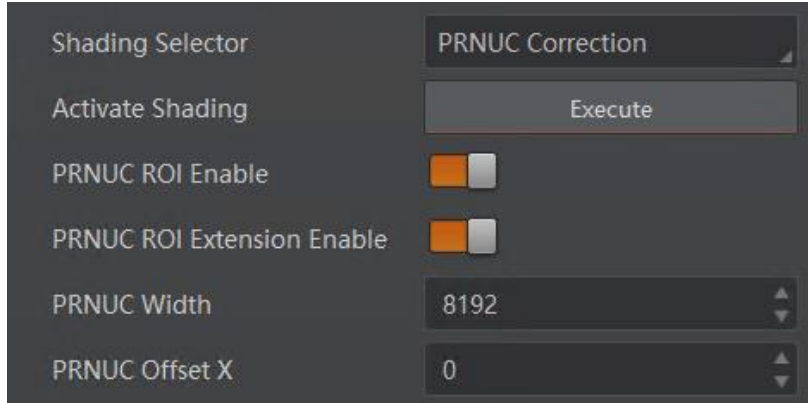 Shading Selector PRNUC Correction
Activate Shading Execute
PRNUC ROI Enable
PRNUC ROI Extension Enable
PRNUC Width 8192
PRNUC Offset X 0